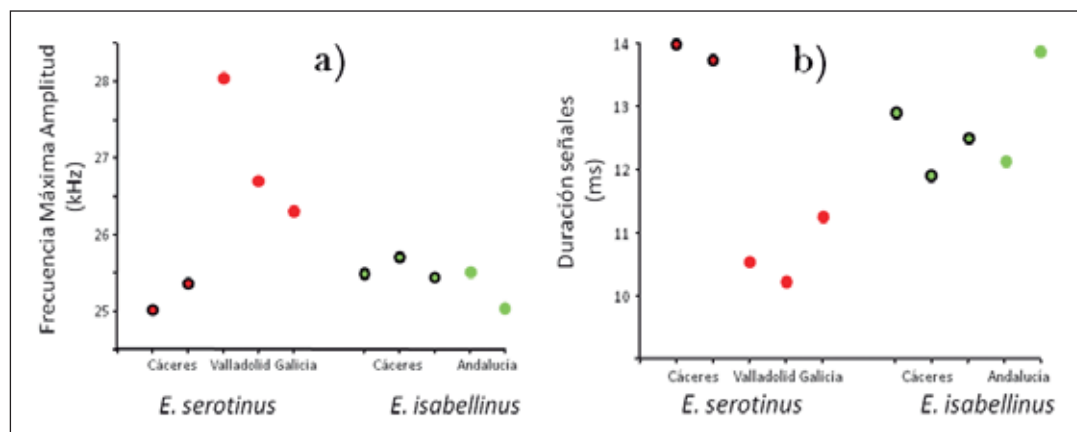 a)
Frecuencia Máxima Amplitud
(kHz)
28
27
26
25
Cáceres Valladolid Galicia Cáceres Andalucía
E. serotinus E. isabellinus
b)
Duración señales
(ms)
14
13
12
11
10
Cáceres Valladolid Galicia Cáceres Andalucía
E. serotinus E. isabellinus